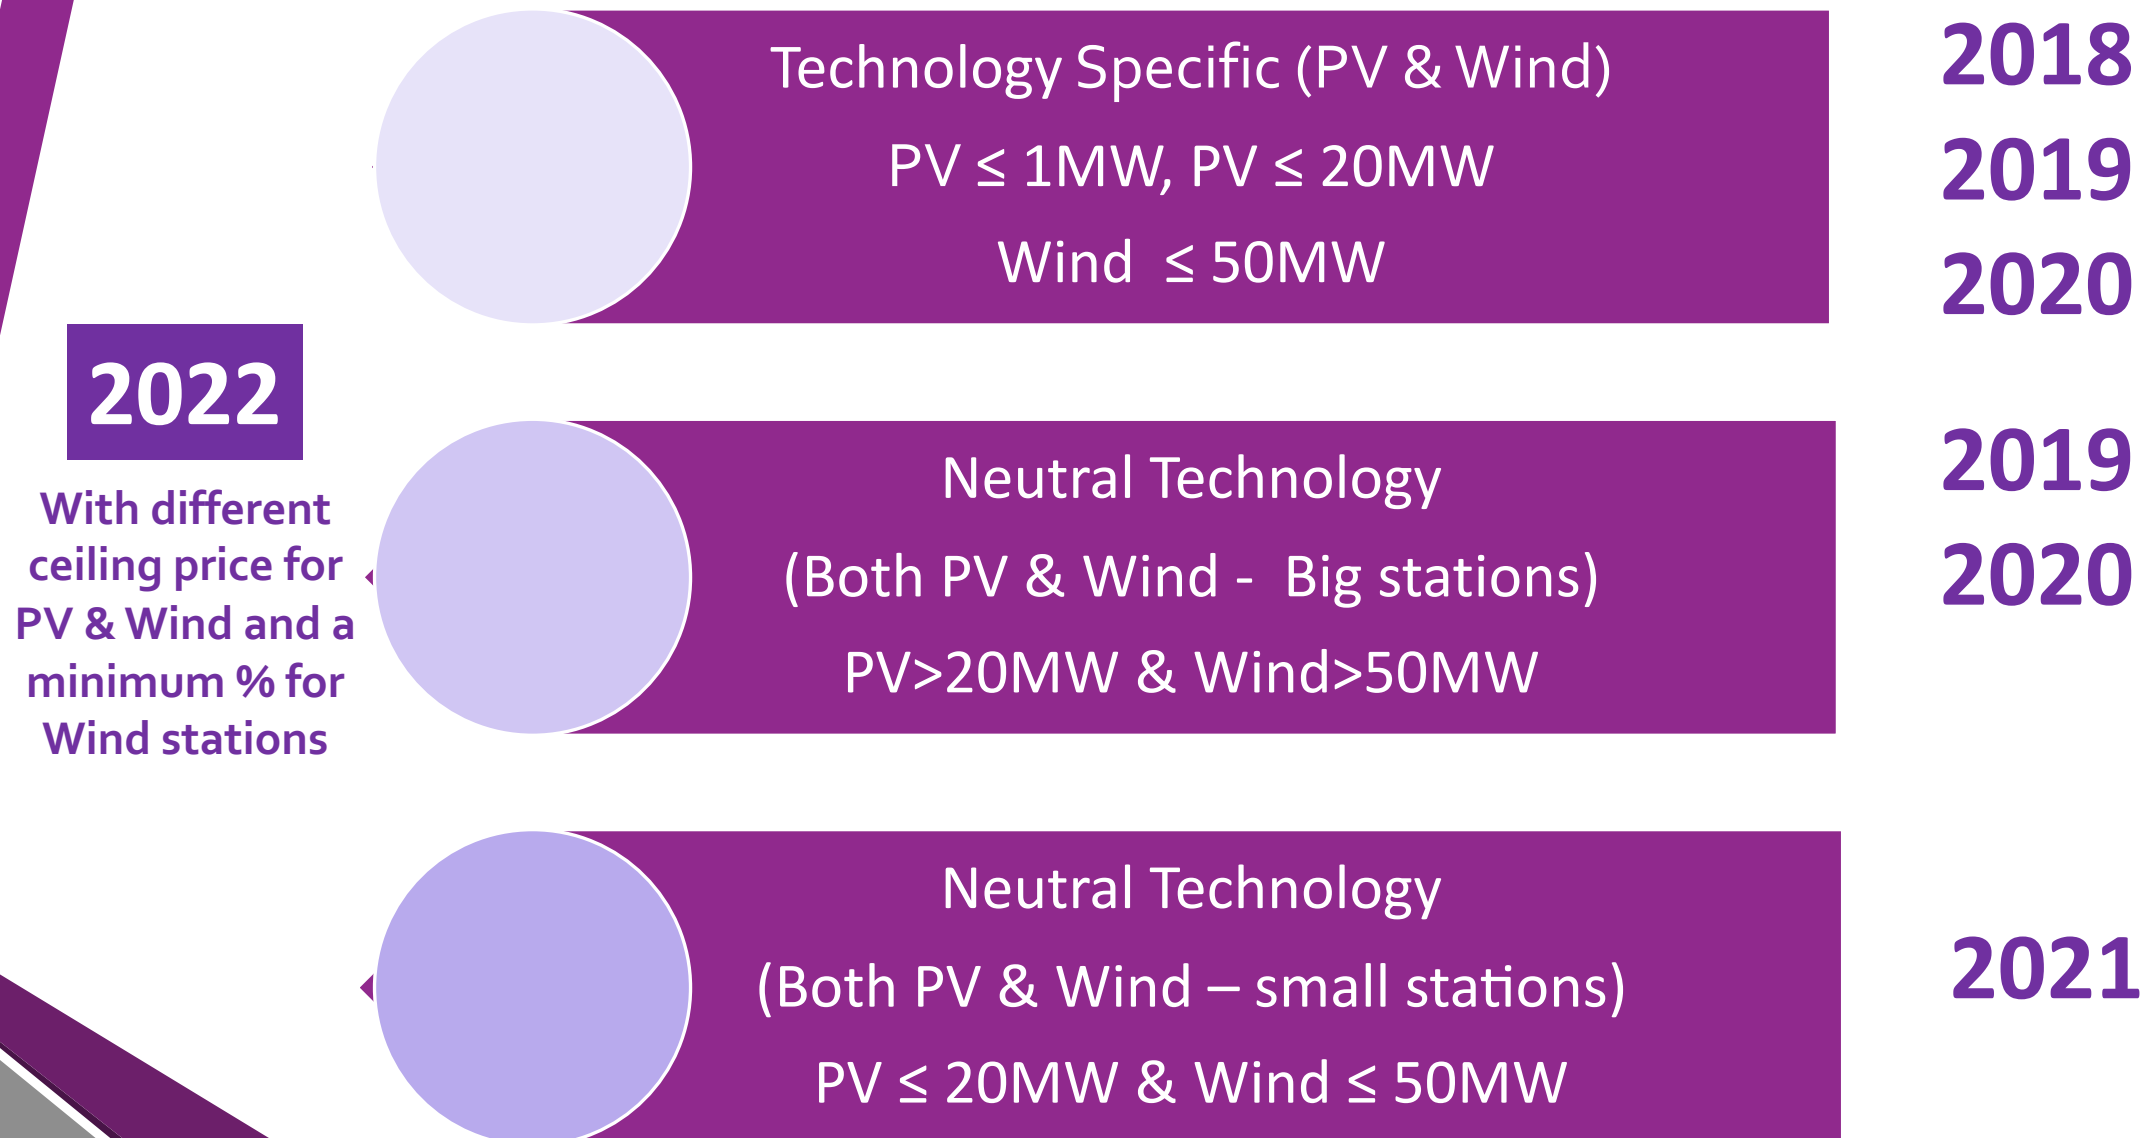 Technology Specific (PV & Wind)
PV ≤ 1MW, PV ≤ 20MW
Wind  ≤ 50MW
2018
2019
2020
2022
With different
ceiling price for
PV & Wind and a
minimum % for
Wind stations
Neutral Technology
(Both PV & Wind -  Big stations)
PV>20MW & Wind>50MW
2019
2020
Neutral Technology
(Both PV & Wind – small stations)
PV ≤ 20MW & Wind ≤ 50MW
2021